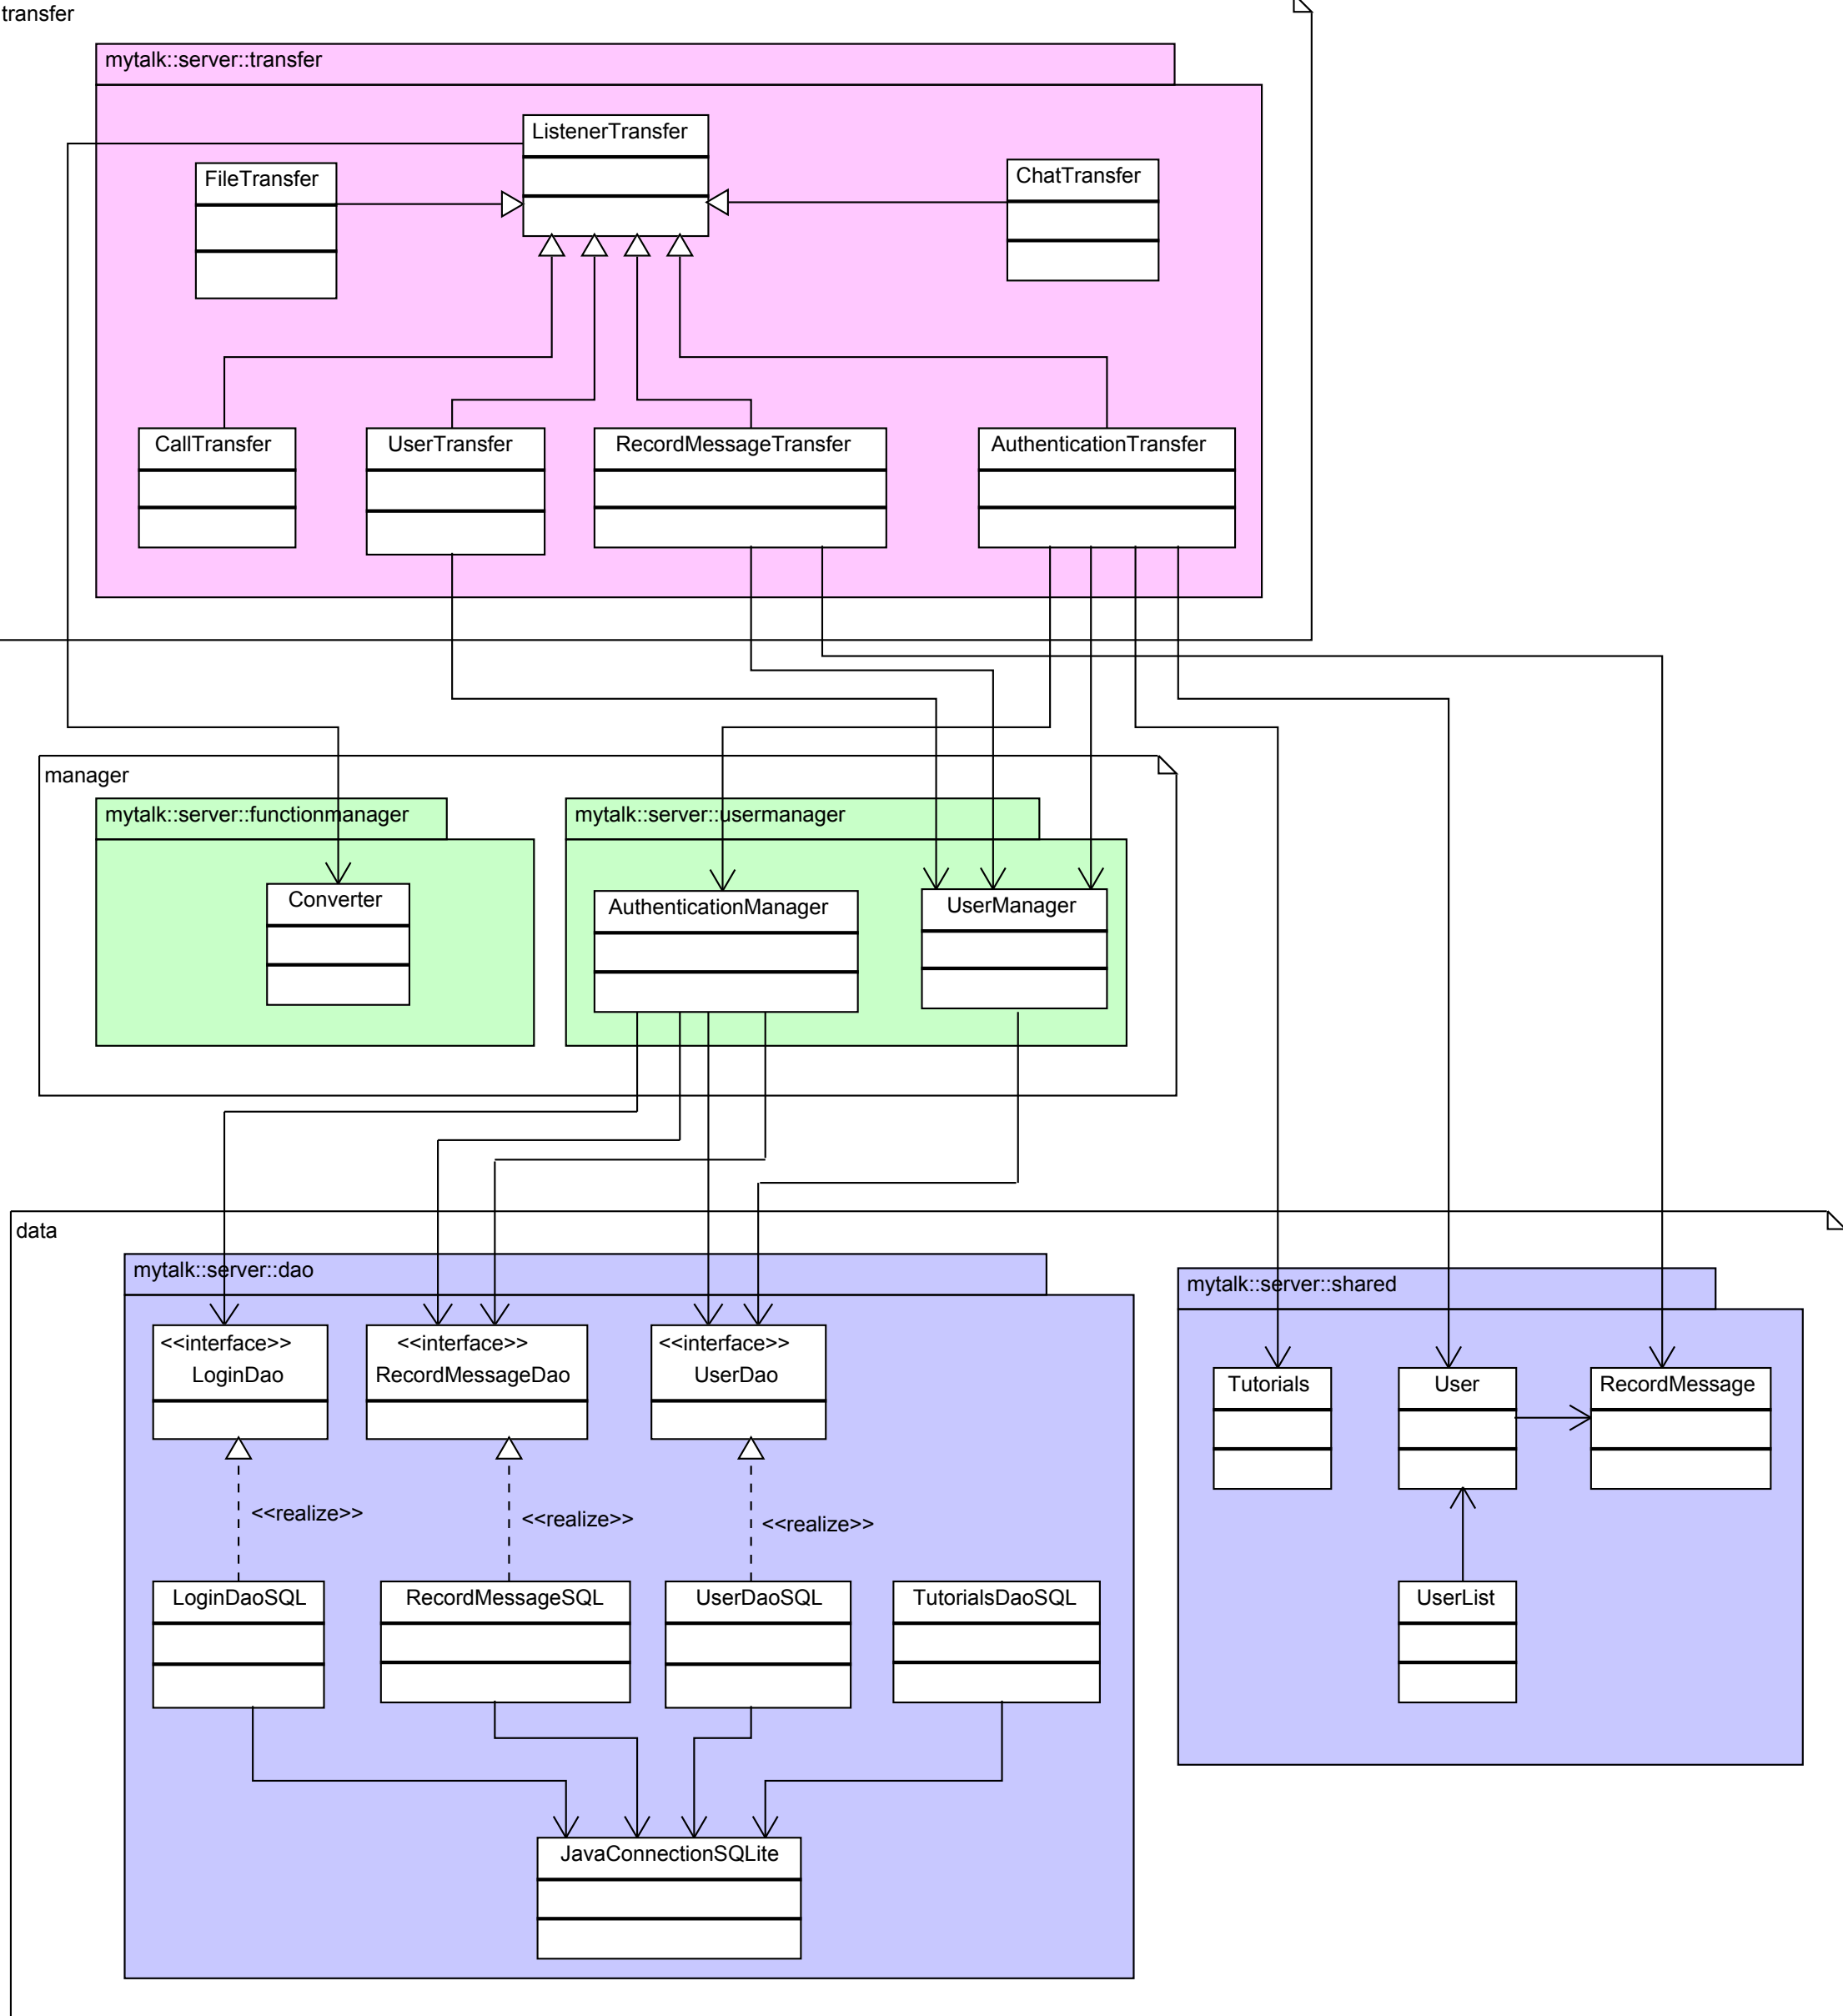 transfer
mytalk::server::transfer
ListenerTransfer
FileTransfer
ChatTransfer
CallTransfer
UserTransfer
RecordMessageTransfer
AuthenticationTransfer
manager
mytalk::server::functionmanager
mytalk::server::usermanager
Converter
AuthenticationManager
UserManager
data
mytalk::server::dao
mytalk::server::shared
<<interface>>
LoginDao
<<interface>>
RecordMessageDao
<<interface>>
UserDao
Tutorials
User
RecordMessage
<<realize>>
<<realize>>
<<realize>>
LoginDaoSQL
RecordMessageSQL
UserDaoSQL
TutorialsDaoSQL
UserList
JavaConnectionSQLite